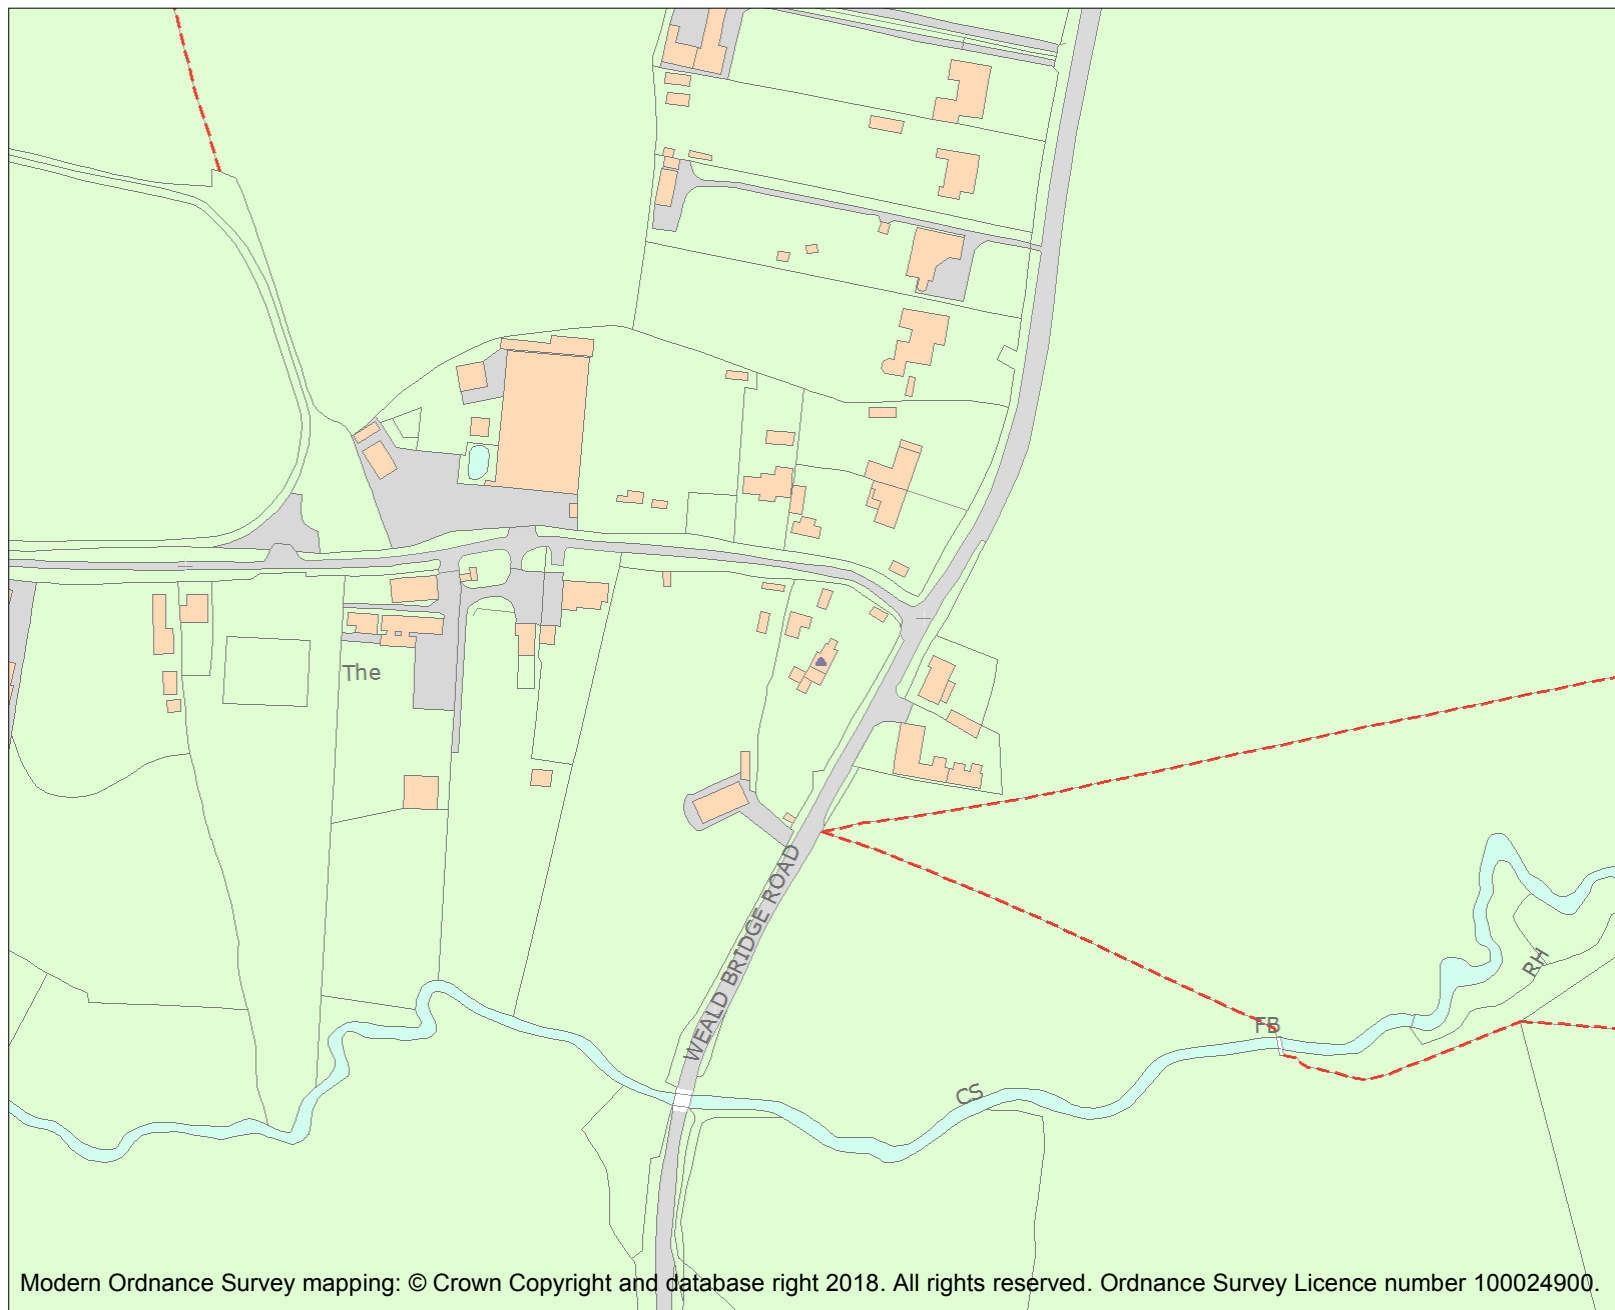 The
WEALD BRIDGE ROAD
RH
FB
CS
Modern Ordnance Survey mapping: © Crown Copyright and database right 2018. All rights reserved. Ordnance Survey Licence number 100024900.